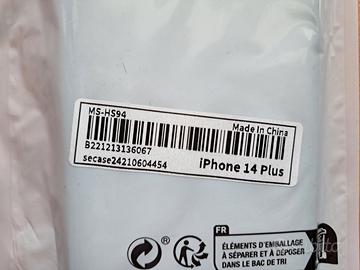 MS-HS94
Made In China
B221213136067
secase24210604454
iPhone 14 Plus
FR
ÉLÉMENTS D'EMBALLAGE
À SÉPARER ET À DÉPOSER
DANS LE BAC DE TRI